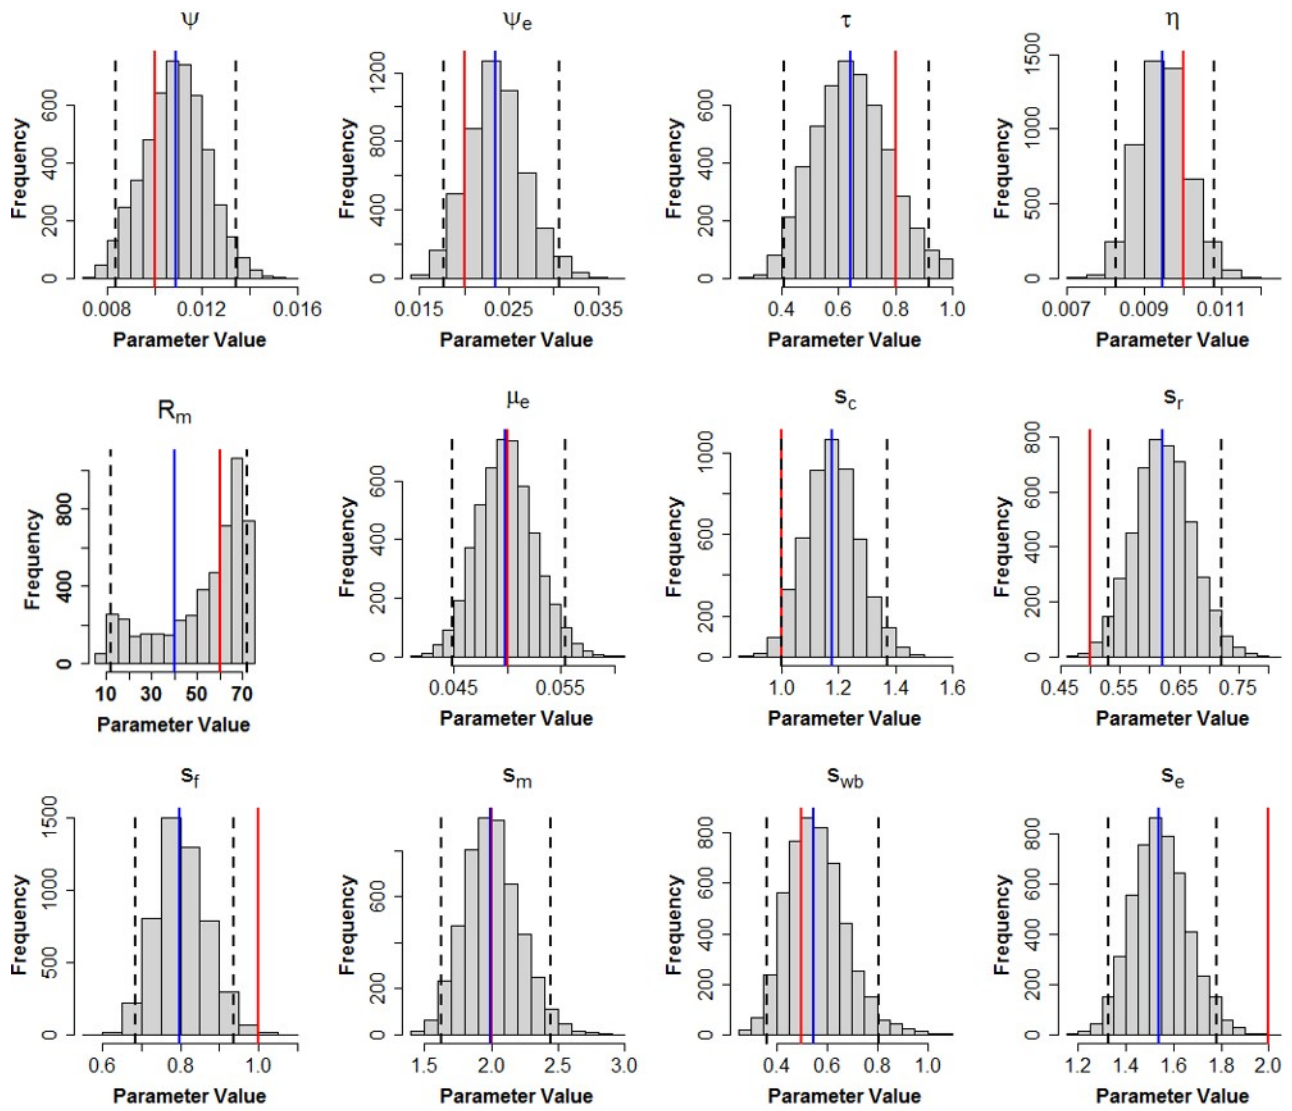 ψ
ψe
τ
η
Frequency
0 200 400 600
0.008 0.012 0.016
Parameter Value
Frequency
0 400 800 1200
0.015 0.025 0.035
Parameter Value
Frequency
0 200 400 600
0.4 0.6 0.8 1.0
Parameter Value
Frequency
0 500 1000 1500
0.007 0.009 0.011
Parameter Value
Rm
μe
sc
sr
Frequency
0 400 800
10 30 50 70
Parameter Value
Frequency
0 200 400 600
0.045 0.055
Parameter Value
Frequency
0 200 600 1000
1.0 1.2 1.4 1.6
Parameter Value
Frequency
0 200 400 600 800
0.45 0.55 0.65 0.75
Parameter Value
sf
sm
swb
se
Frequency
0 500 1000 1500
0.6 0.8 1.0
Parameter Value
Frequency
0 200 600
1.5 2.0 2.5 3.0
Parameter Value
Frequency
0 200 400 600 800
0.4 0.6 0.8 1.0
Parameter Value
Frequency
0 200 400 600 800
1.2 1.4 1.6 1.8 2.0
Parameter Value